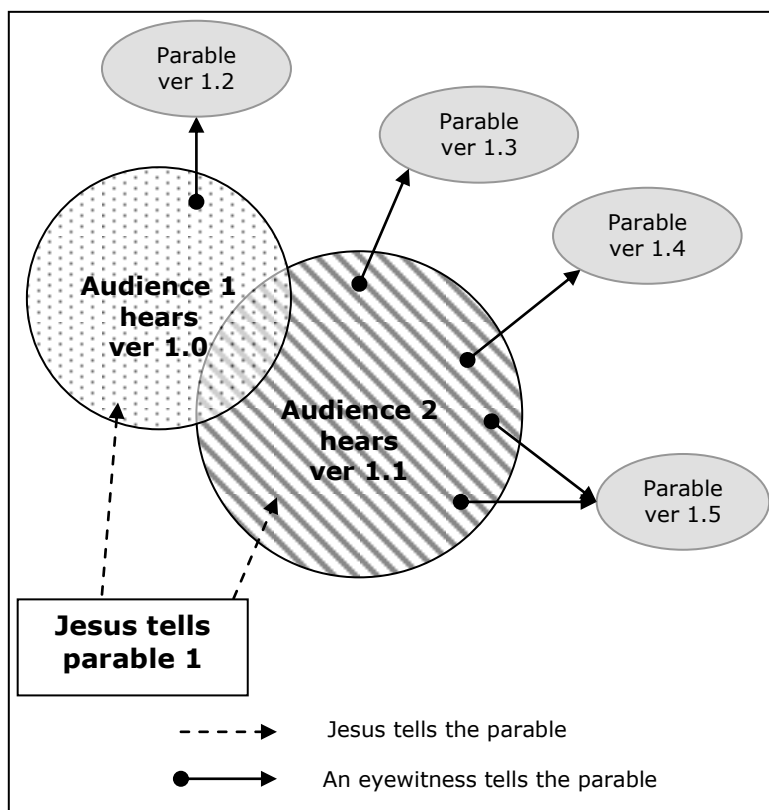 Parable
ver 1.2
Parable
ver 1.3
Parable
ver 1.4
Audience 1
hears
ver 1.0
Audience 2
hears
ver 1.1
Parable
ver 1.5
Jesus tells
parable 1
Jesus tells the parable
An eyewitness tells the parable